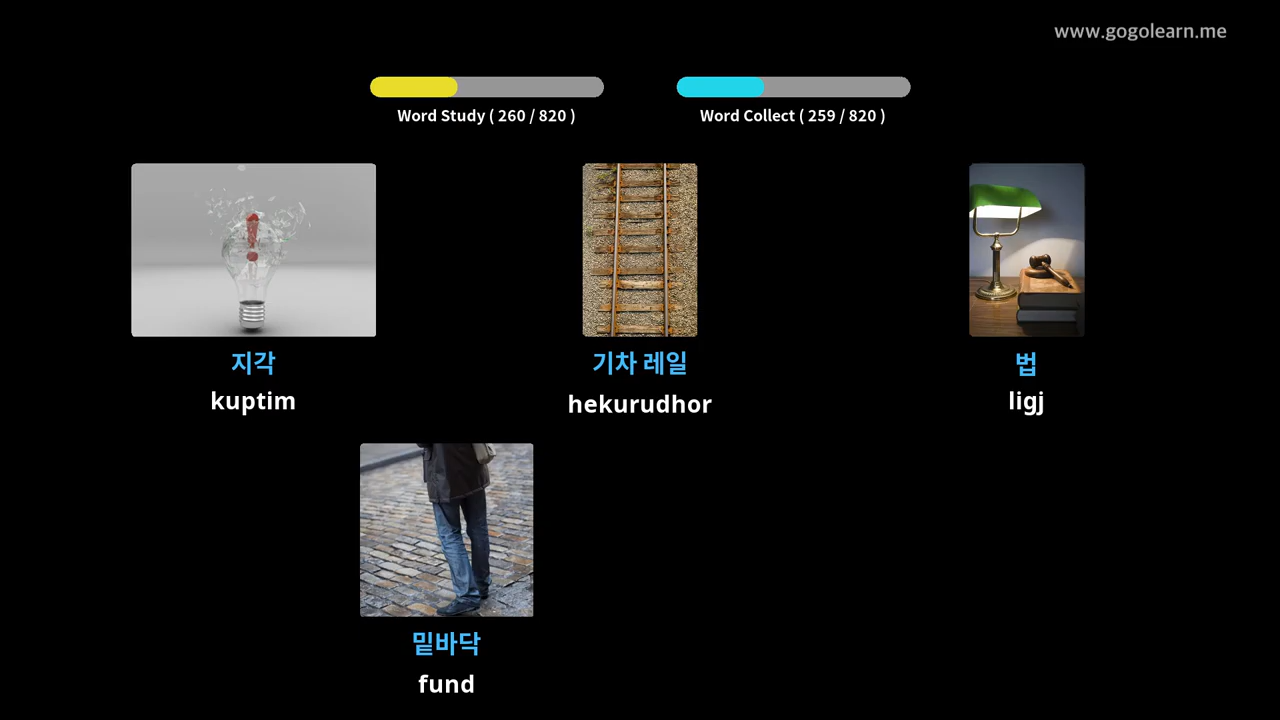 www.gogolearn.me
Word Study ( 260 / 820 )
Word Collect ( 259 / 820 )
지각
kuptim
기차 레일
hekurudhor
법
ligj
밑바닥
fund